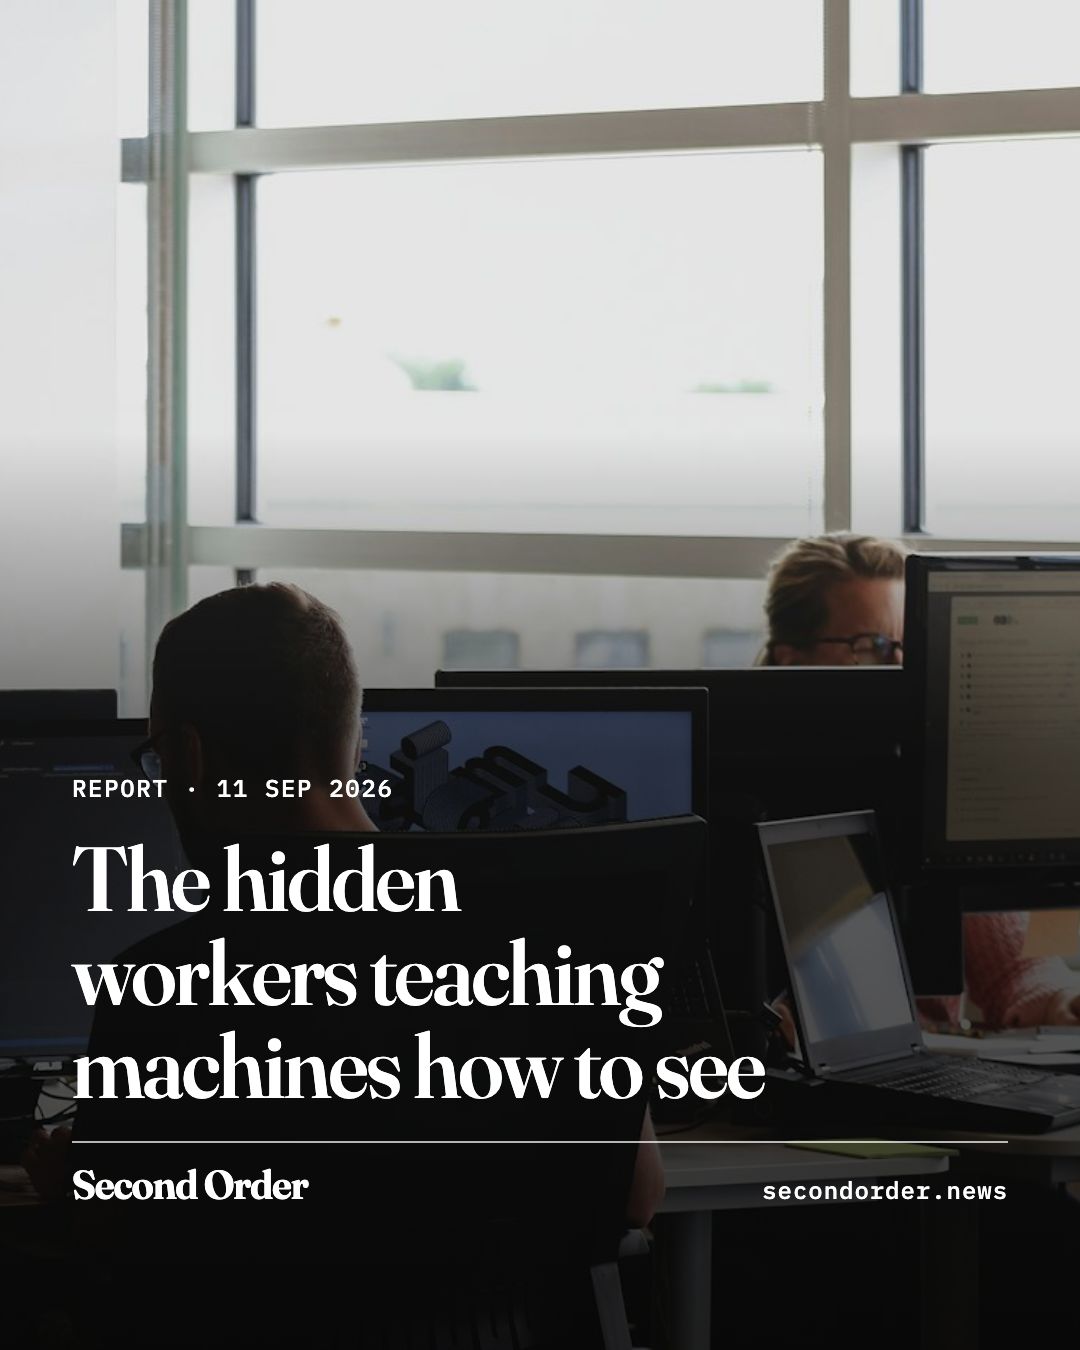 REPORT · 11 SEP 2026
The hidden
workers teaching
machines how to see
Second Order
secondorder.news